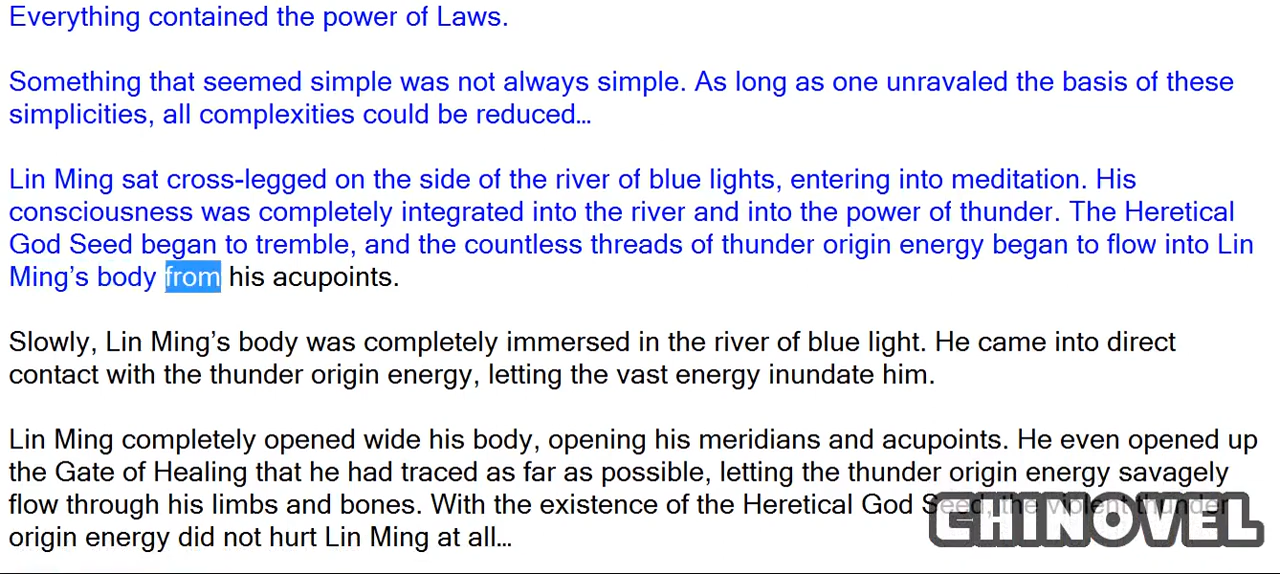 Everything contained the power of Laws.
Something that seemed simple was not always simple. As long as one unravaled the basis of these
simplicities, all complexities could be reduced…
Lin Ming sat cross-legged on the side of the river of blue lights, entering into meditation. His
consciousness was completely integrated into the river and into the power of thunder. The Heretical
God Seed began to tremble, and the countless threads of thunder origin energy began to flow into Lin
Ming’s body from his acupoints.
Slowly, Lin Ming’s body was completely immersed in the river of blue light. He came into direct
contact with the thunder origin energy, letting the vast energy inundate him.
Lin Ming completely opened wide his body, opening his meridians and acupoints. He even opened up
the Gate of Healing that he had traced as far as possible, letting the thunder origin energy savagely
flow through his limbs and bones. With the existence of the Heretical God Seed, the violent thunder
origin energy did not hurt Lin Ming at all…
CHINOVEL